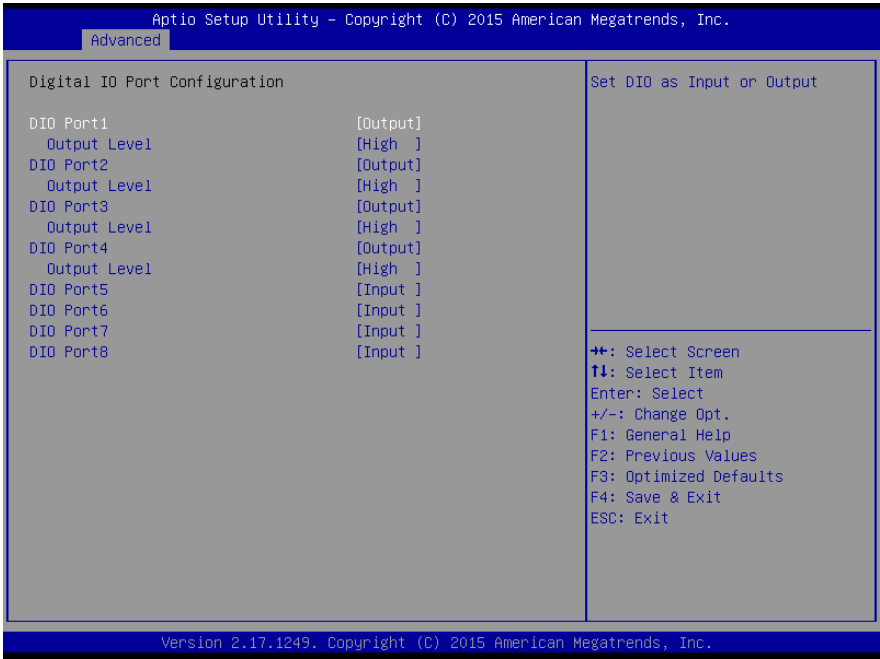 Aptio Setup Utility – Copyright (C) 2015 American Megatrends, Inc.
Advanced
Digital IO Port Configuration
DIO Port1 [Output]
Output Level [High ]
DIO Port2 [Output]
Output Level [High ]
DIO Port3 [Output]
Output Level [High ]
DIO Port4 [Output]
Output Level [High ]
DIO Port5 [Input ]
DIO Port6 [Input ]
DIO Port7 [Input ]
DIO Port8 [Input ]
Set DIO as Input or Output
→←: Select Screen
↑↓: Select Item
Enter: Select
+/-: Change Opt.
F1: General Help
F2: Previous Values
F3: Optimized Defaults
F4: Save & Exit
ESC: Exit
Version 2.17.1249. Copyright (C) 2015 American Megatrends, Inc.